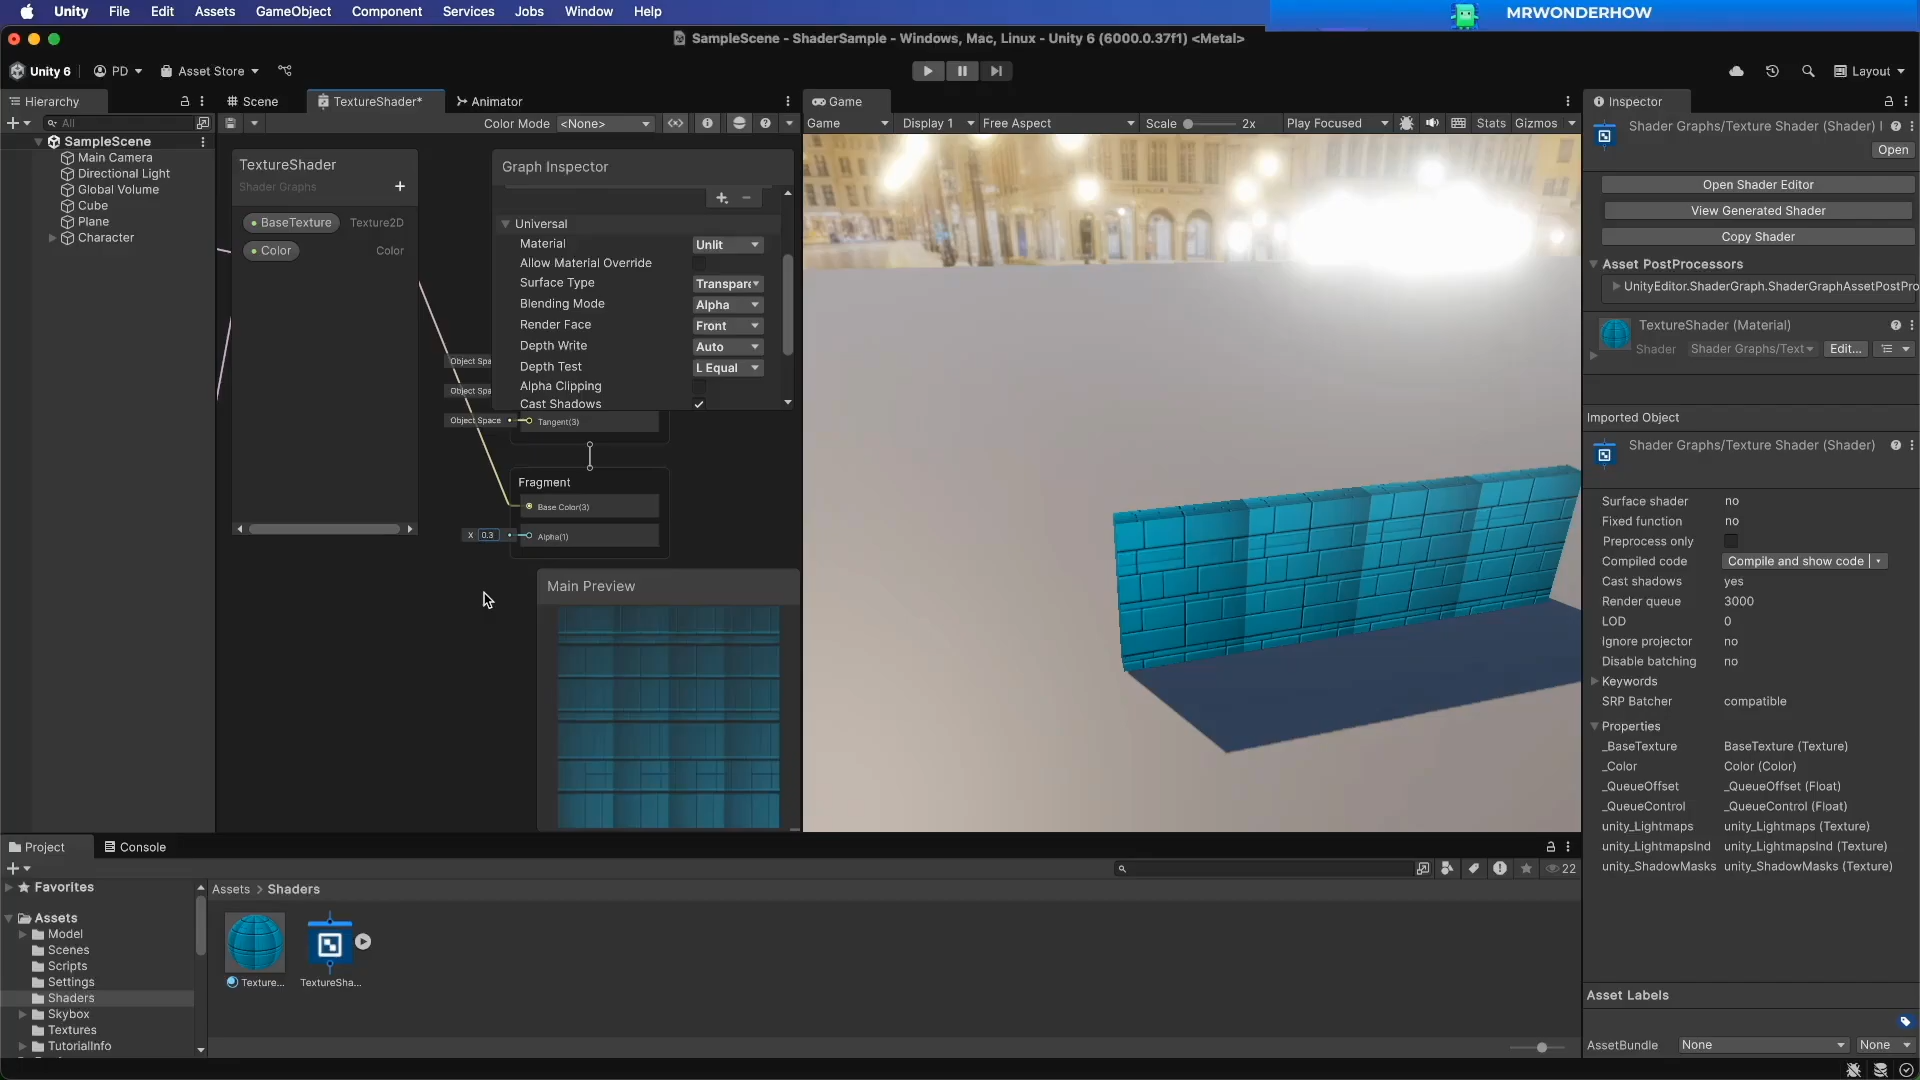 Unity File Edit Assets GameObject Component Services Jobs Window Help
MRWONDERHOW
SampleScene - ShaderSample - Windows, Mac, Linux - Unity 6 (6000.0.37f1) <Metal>
Unity 6 PD Asset Store Layout
Hierarchy
All
SampleScene
Main Camera
Directional Light
Global Volume
Cube
Plane
Character
Scene TextureShader* Animator
Color Mode <None>
TextureShader
Shader Graphs
BaseTexture Texture2D
Color Color
Graph Inspector
Universal
Material Unlit
Allow Material Override
Surface Type Transpare
Blending Mode Alpha
Render Face Front
Depth Write Auto
Depth Test L Equal
Alpha Clipping
Cast Shadows
Object Spa
Object Spa
Object Space Tangent(3)
Fragment
Base Color(3)
X 0.3 Alpha(1)
Main Preview
Game
Game Display 1 Free Aspect Scale 2x Play Focused Stats Gizmos
Inspector
Shader Graphs/Texture Shader (Shader) I
Open
Open Shader Editor
View Generated Shader
Copy Shader
Asset PostProcessors
UnityEditor.ShaderGraph.ShaderGraphAssetPostPro
TextureShader (Material)
Shader Shader Graphs/Text Edit...
Imported Object
Shader Graphs/Texture Shader (Shader)
Surface shader no
Fixed function no
Preprocess only
Compiled code Compile and show code
Cast shadows yes
Render queue 3000
LOD 0
Ignore projector no
Disable batching no
Keywords
SRP Batcher compatible
Properties
_BaseTexture BaseTexture (Texture)
_Color Color (Color)
_QueueOffset _QueueOffset (Float)
_QueueControl _QueueControl (Float)
unity_Lightmaps unity_Lightmaps (Texture)
unity_LightmapsInd unity_LightmapsInd (Texture)
unity_ShadowMasks unity_ShadowMasks (Texture)
Asset Labels
AssetBundle None None
Project Console
22
Favorites
Assets
Model
Scenes
Scripts
Settings
Shaders
Skybox
Textures
TutorialInfo
Assets > Shaders
Texture... TextureSha...